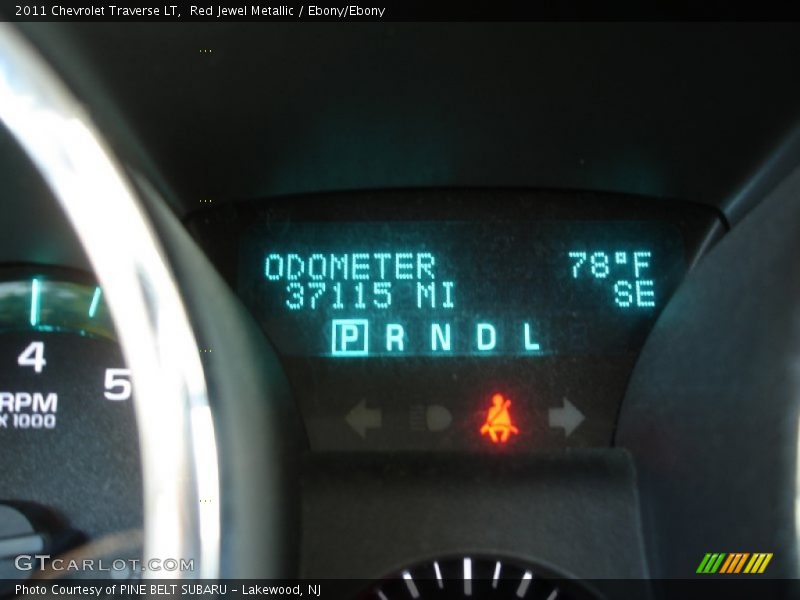 2011 Chevrolet Traverse LT,  Red Jewel Metallic / Ebony/Ebony
ODOMETER 78°F
37115 MI SE
P R N D L
4
5
RPM
X 1000
GTCARLOT.COM
Photo Courtesy of PINE BELT SUBARU - Lakewood, NJ